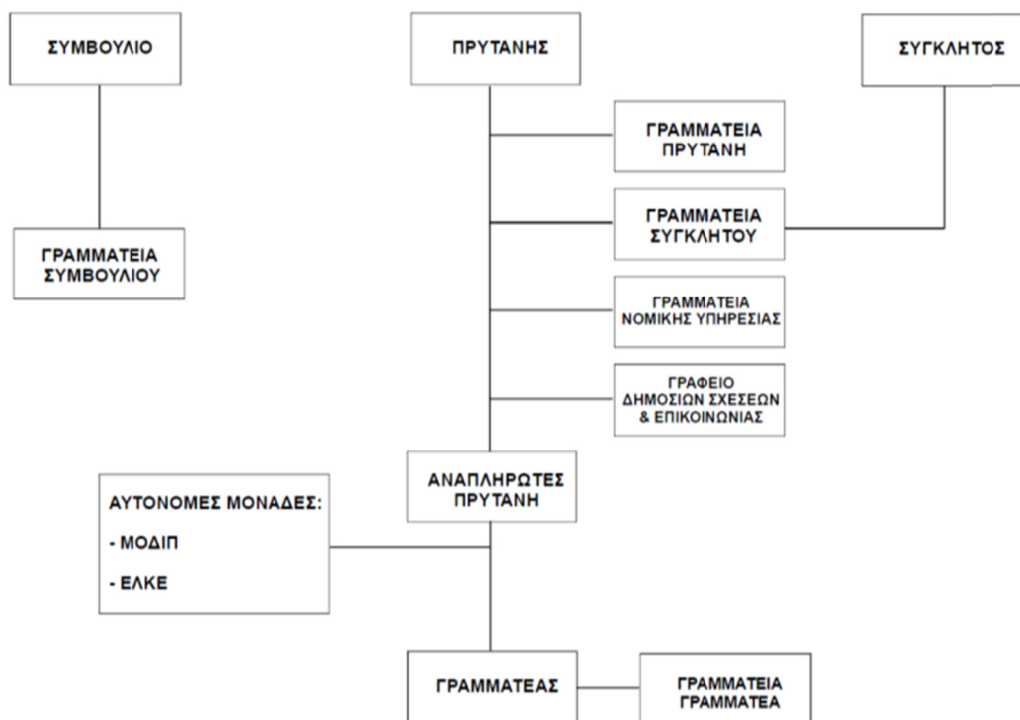 ΣΥΜΒΟΥΛΙΟ
ΠΡΥΤΑΝΗΣ
ΣΥΓΚΛΗΤΟΣ
ΓΡΑΜΜΑΤΕΙΑ
ΠΡΥΤΑΝΗ
ΓΡΑΜΜΑΤΕΙΑ
ΣΥΓΚΛΗΤΟΥ
ΓΡΑΜΜΑΤΕΙΑ
ΣΥΜΒΟΥΛΙΟΥ
ΓΡΑΜΜΑΤΕΙΑ
ΝΟΜΙΚΗΣ ΥΠΗΡΕΣΙΑΣ
ΓΡΑΦΕΙΟ
ΔΗΜΟΣΙΩΝ ΣΧΕΣΕΩΝ
& ΕΠΙΚΟΙΝΩΝΙΑΣ
ΑΝΑΠΛΗΡΩΤΕΣ
ΠΡΥΤΑΝΗ
ΑΥΤΟΝΟΜΕΣ ΜΟΝΑΔΕΣ:
- ΜΟΔΙΠ
- ΕΛΚΕ
ΓΡΑΜΜΑΤΕΑΣ
ΓΡΑΜΜΑΤΕΙΑ
ΓΡΑΜΜΑΤΕΑ